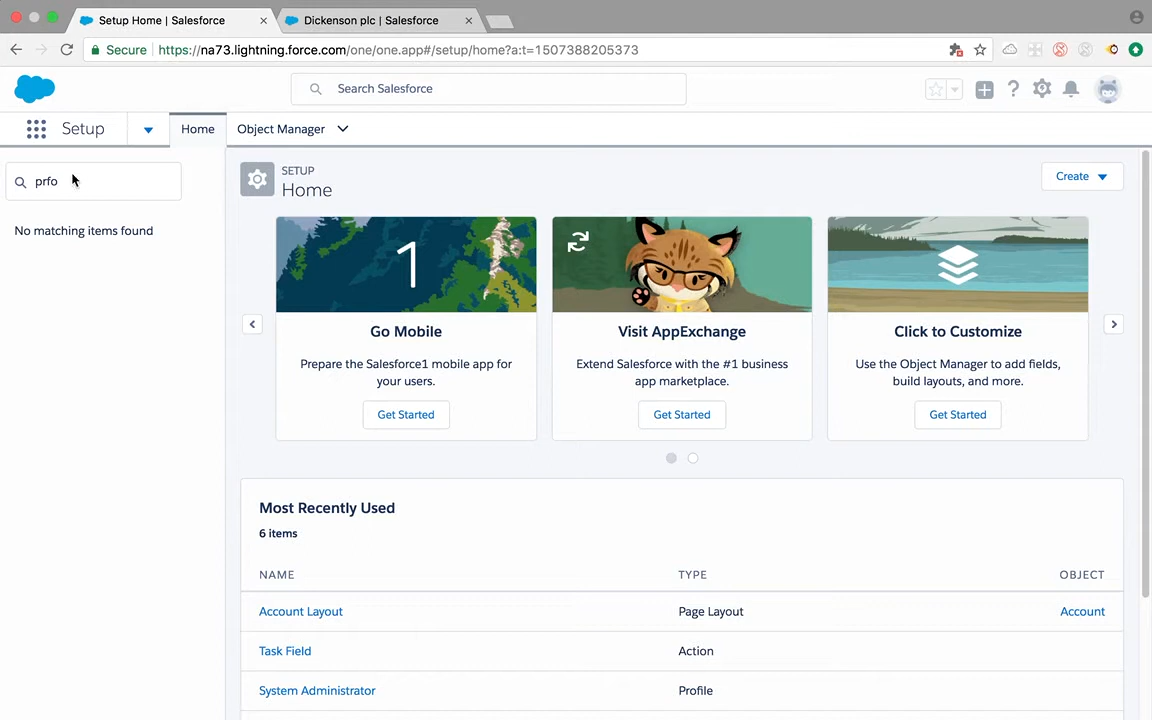 Setup Home | Salesforce
Dickenson plc | Salesforce
Secure https://na73.lightning.force.com/one/one.app#/setup/home?a:t=1507388205373
Search Salesforce
Setup
Home
Object Manager
prfo
No matching items found
SETUP
Home
Create
1
Go Mobile
Prepare the Salesforce1 mobile app for
your users.
Get Started
Visit AppExchange
Extend Salesforce with the #1 business
app marketplace.
Get Started
Click to Customize
Use the Object Manager to add fields,
build layouts, and more.
Get Started
Most Recently Used
6 items
NAME TYPE OBJECT
Account Layout Page Layout Account
Task Field Action
System Administrator Profile